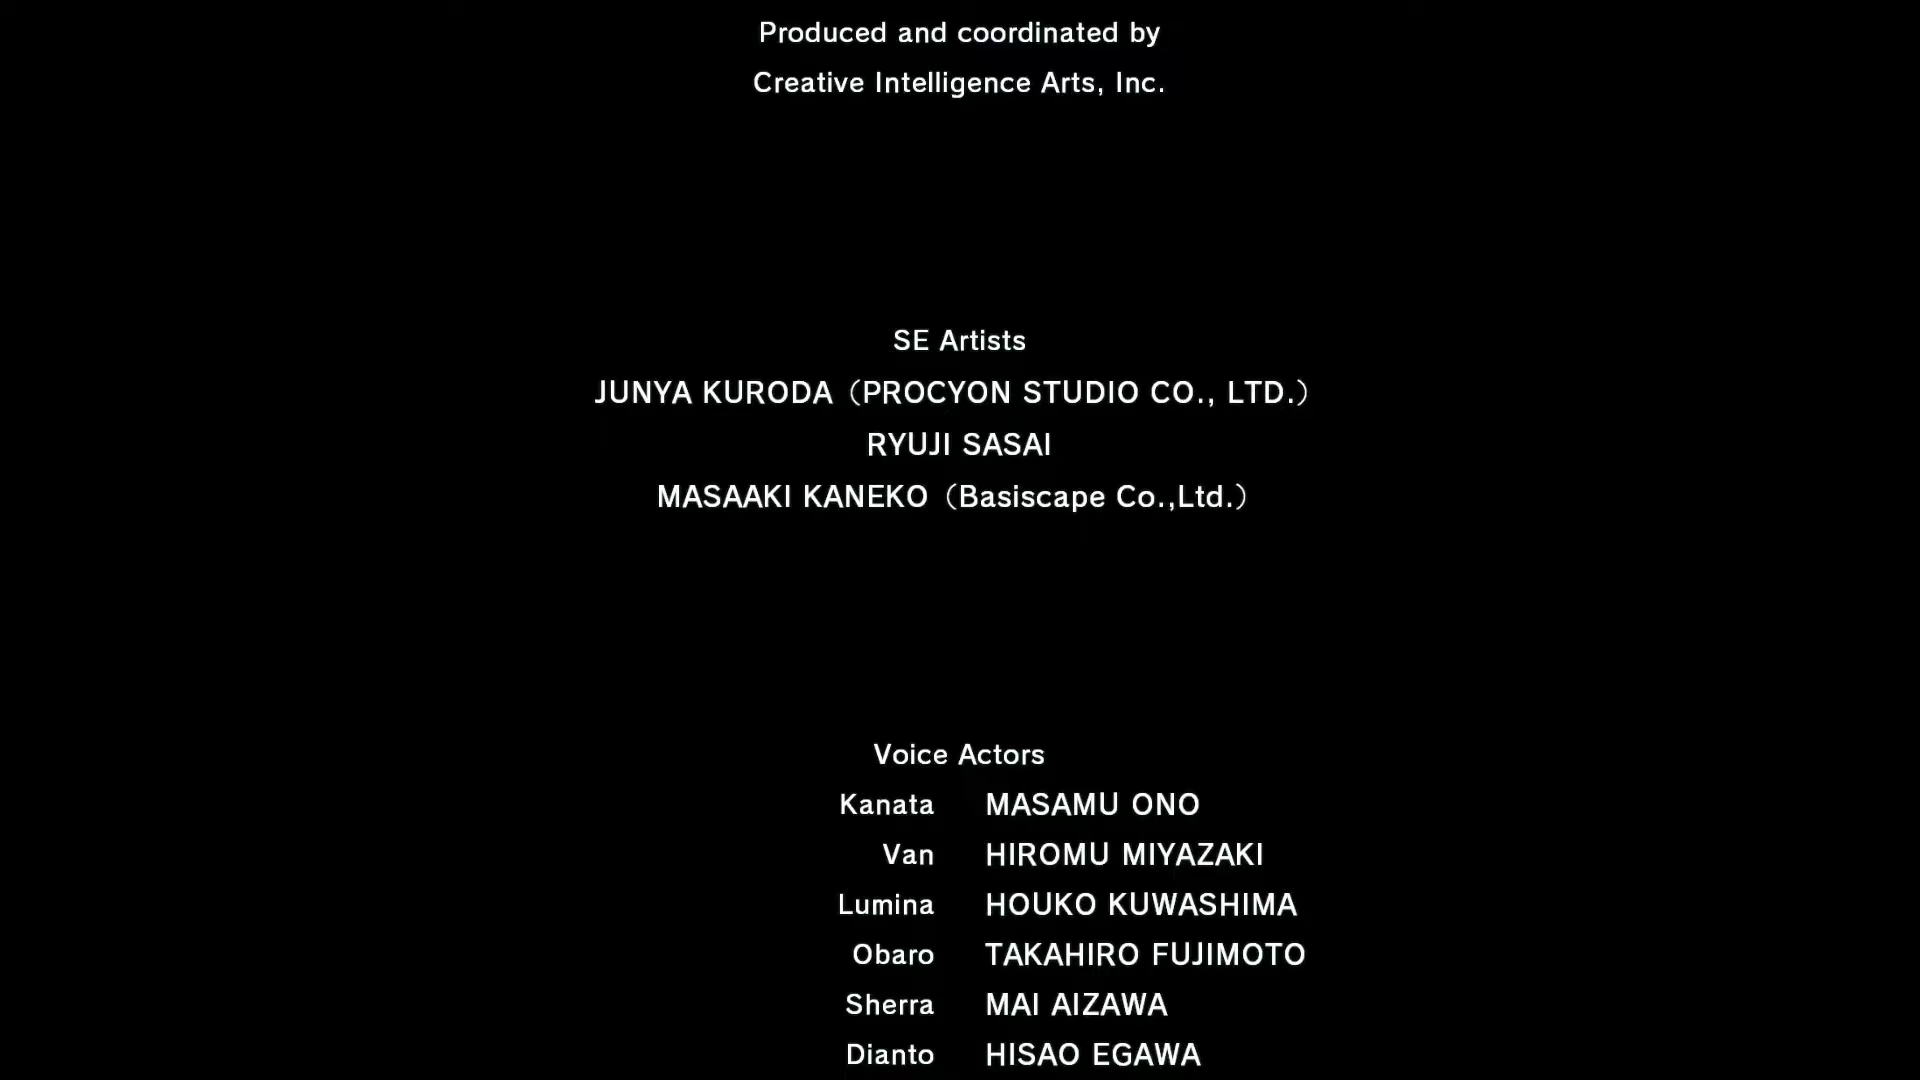 Produced and coordinated by
Creative Intelligence Arts, Inc.
SE Artists
JUNYA KURODA（PROCYON STUDIO CO., LTD.）
RYUJI SASAI
MASAAKI KANEKO（Basiscape Co.,Ltd.）
Voice Actors
Kanata MASAMU ONO
Van HIROMU MIYAZAKI
Lumina HOUKO KUWASHIMA
Obaro TAKAHIRO FUJIMOTO
Sherra MAI AIZAWA
Dianto HISAO EGAWA